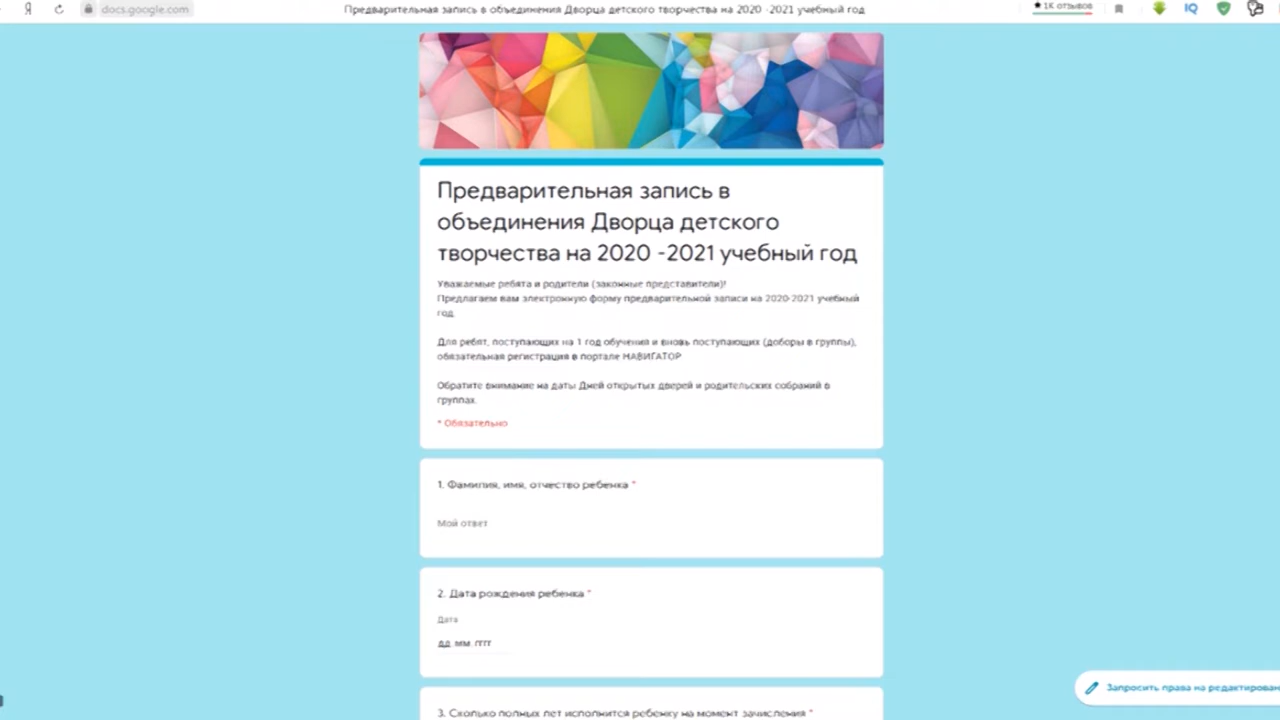 Я docs.google.com Предварительная запись в объединения Дворца детского творчества на 2020 -2021 учебный год ★ 1К отзывов IQ
Предварительная запись в
объединения Дворца детского
творчества на 2020 -2021 учебный год
Уважаемые ребята и родители (законные представители)!
Предлагаем вам электронную форму предварительной записи на 2020-2021 учебный
год.
Для ребят, поступающих на 1 год обучения и вновь поступающих (доборы в группы),
обязательная регистрация в портале НАВИГАТОР
Обратите внимание на даты Дней открытых дверей и родительских собраний в
группах.
* Обязательно
1. Фамилия, имя, отчество ребенка *
Мой ответ
2. Дата рождения ребенка *
Дата
дд.мм.гггг
Запросить права на редактирован
3. Сколько полных лет исполнится ребенку на момент зачисления *